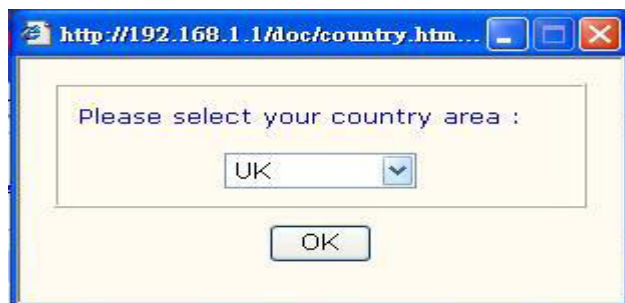 http://192.168.1.1/doc/country.htm...
Please select your country area :
UK
OK